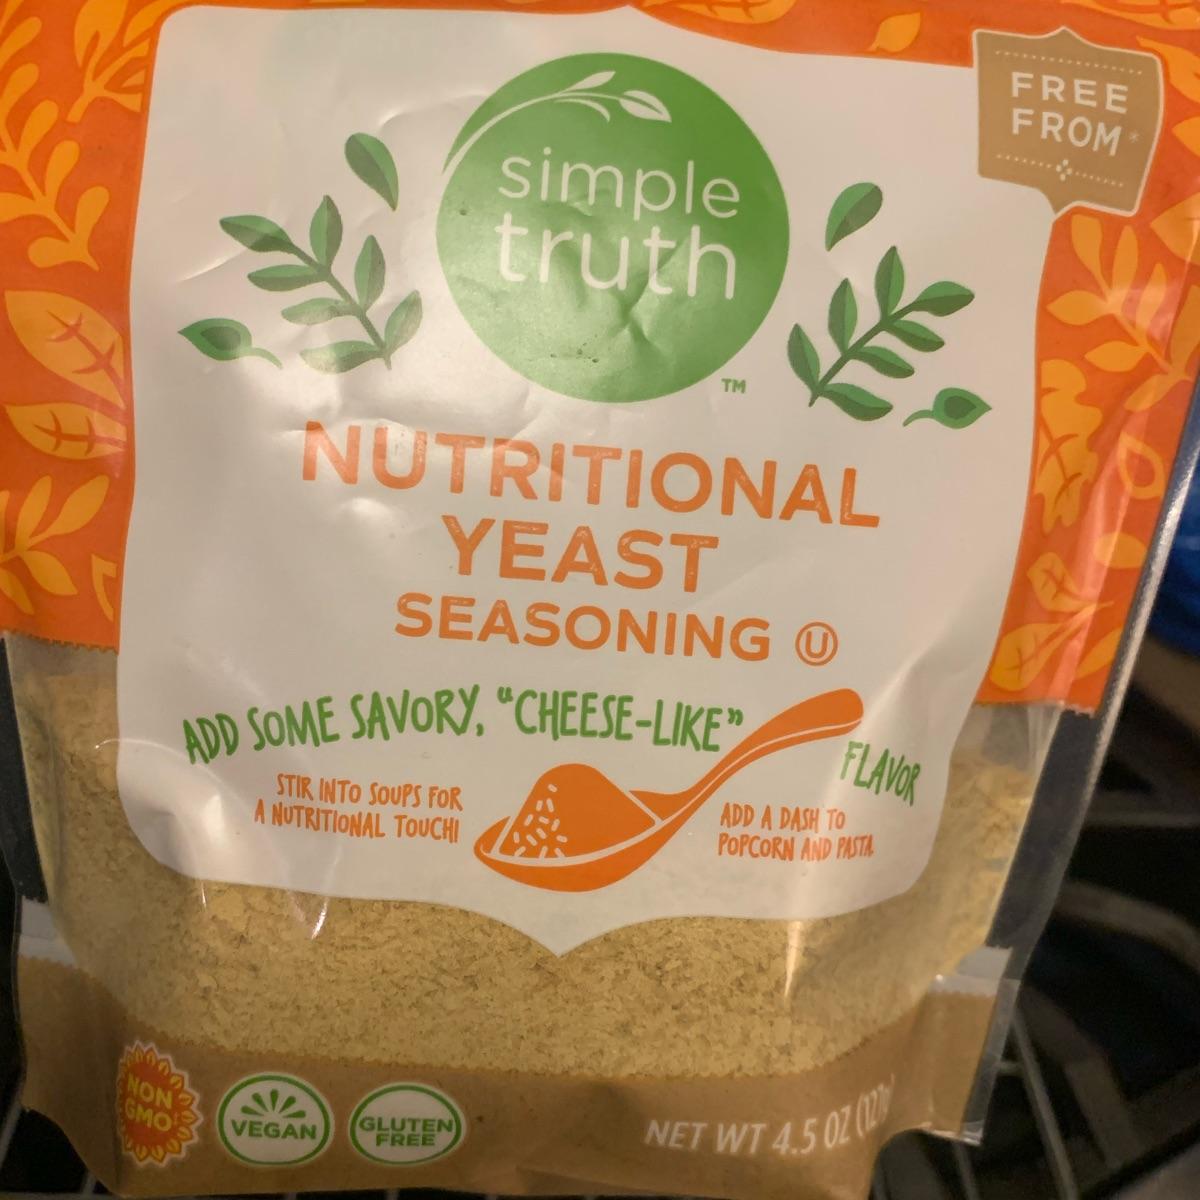 FREE
FROM*
simple
truth
TM
NUTRITIONAL
YEAST
SEASONING U
ADD SOME SAVORY, "CHEESE-LIKE" FLAVOR
STIR INTO SOUPS FOR
A NUTRITIONAL TOUCH!
ADD A DASH TO
POPCORN AND PASTA.
NON
GMO
VEGAN
GLUTEN
FREE
NET WT 4.5 OZ (127g)